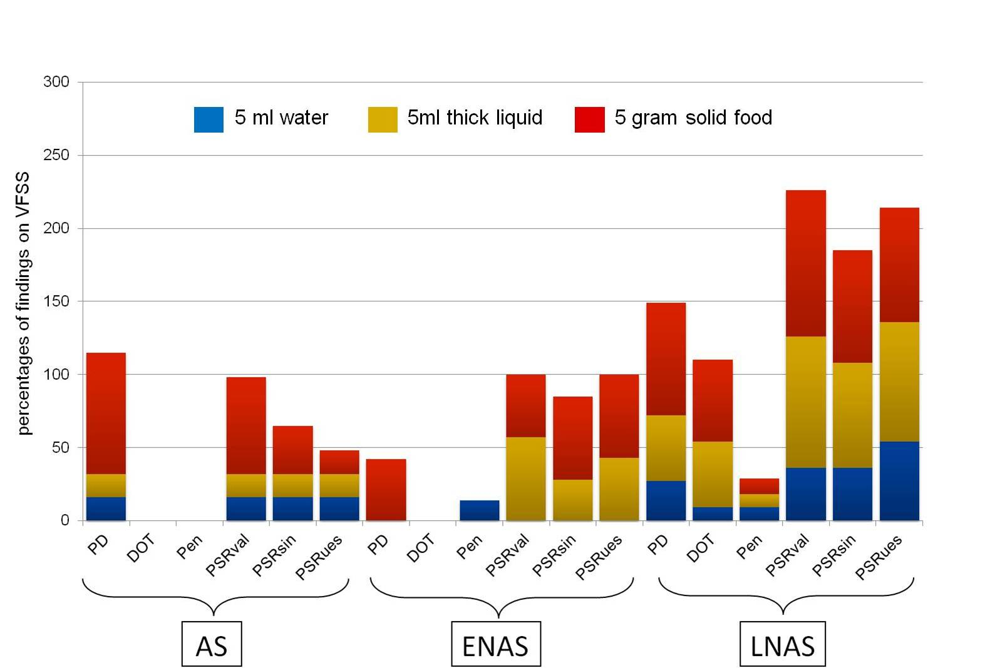 300
5 ml water 5ml thick liquid 5 gram solid food
250
200
150
100
50
0
percentages of findings on VFSS
PD DOT Pen PSRval PSRsin PSRues PD DOT Pen PSRval PSRsin PSRues PD DOT Pen PSRval PSRsin PSRues
AS ENAS LNAS